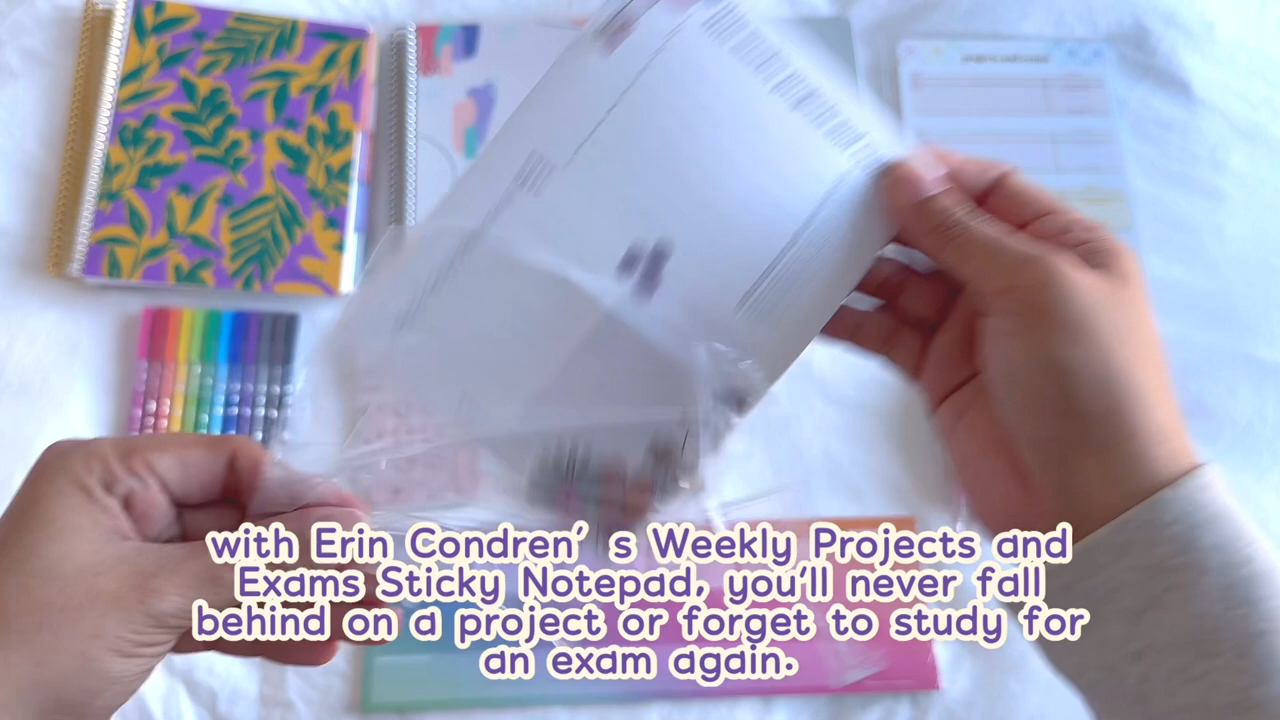 with Erin Condren's Weekly Projects and
Exams Sticky Notepad, you'll never fall
behind on a project or forget to study for
an exam again.